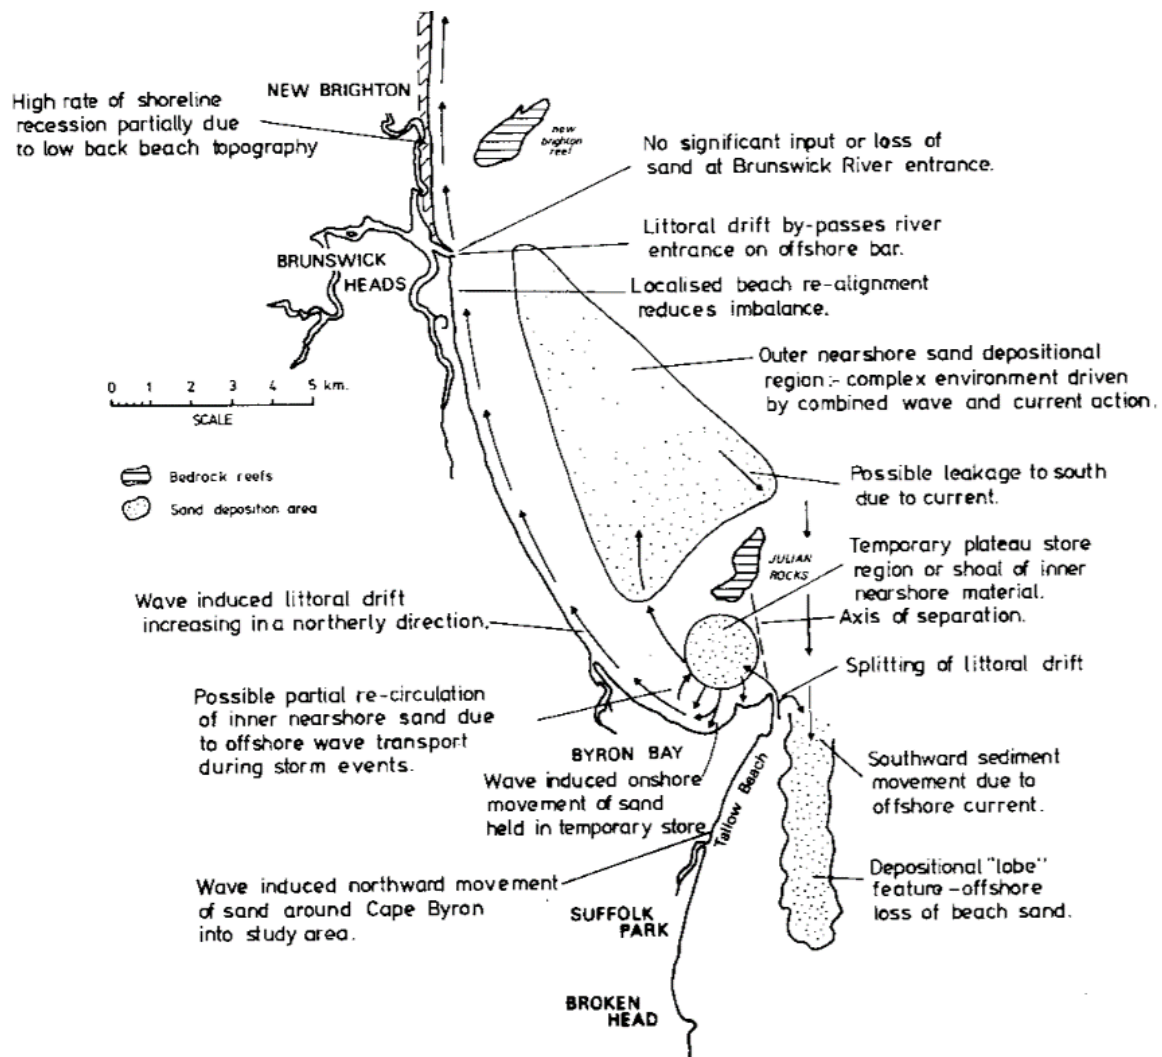 NEW BRIGHTON
High rate of shoreline
recession partially due
to low back beach topography
new
brighton
reef
No significant input or loss of
sand at Brunswick River entrance.
Littoral drift by-passes river
entrance on offshore bar.
BRUNSWICK
HEADS
Localised beach re-alignment
reduces imbalance.
Outer nearshore sand depositional
region:- complex environment driven
by combined wave and current action.
0 1 2 3 4 5 km.
SCALE
Bedrock reefs
Sand deposition area
Possible leakage to south
due to current.
JULIAN
ROCKS
Temporary plateau store
region or shoal of inner
nearshore material.
Axis of separation.
Wave induced littoral drift
increasing in a northerly direction.
Splitting of littoral drift
Possible partial re-circulation
of inner nearshore sand due
to offshore wave transport
during storm events.
BYRON BAY
Wave induced onshore
movement of sand
held in temporary store
Tallow Beach
Southward sediment
movement due to
offshore current.
Wave induced northward movement
of sand around Cape Byron
into study area.
SUFFOLK
PARK
Depositional "lobe"
feature - offshore
loss of beach sand.
BROKEN
HEAD